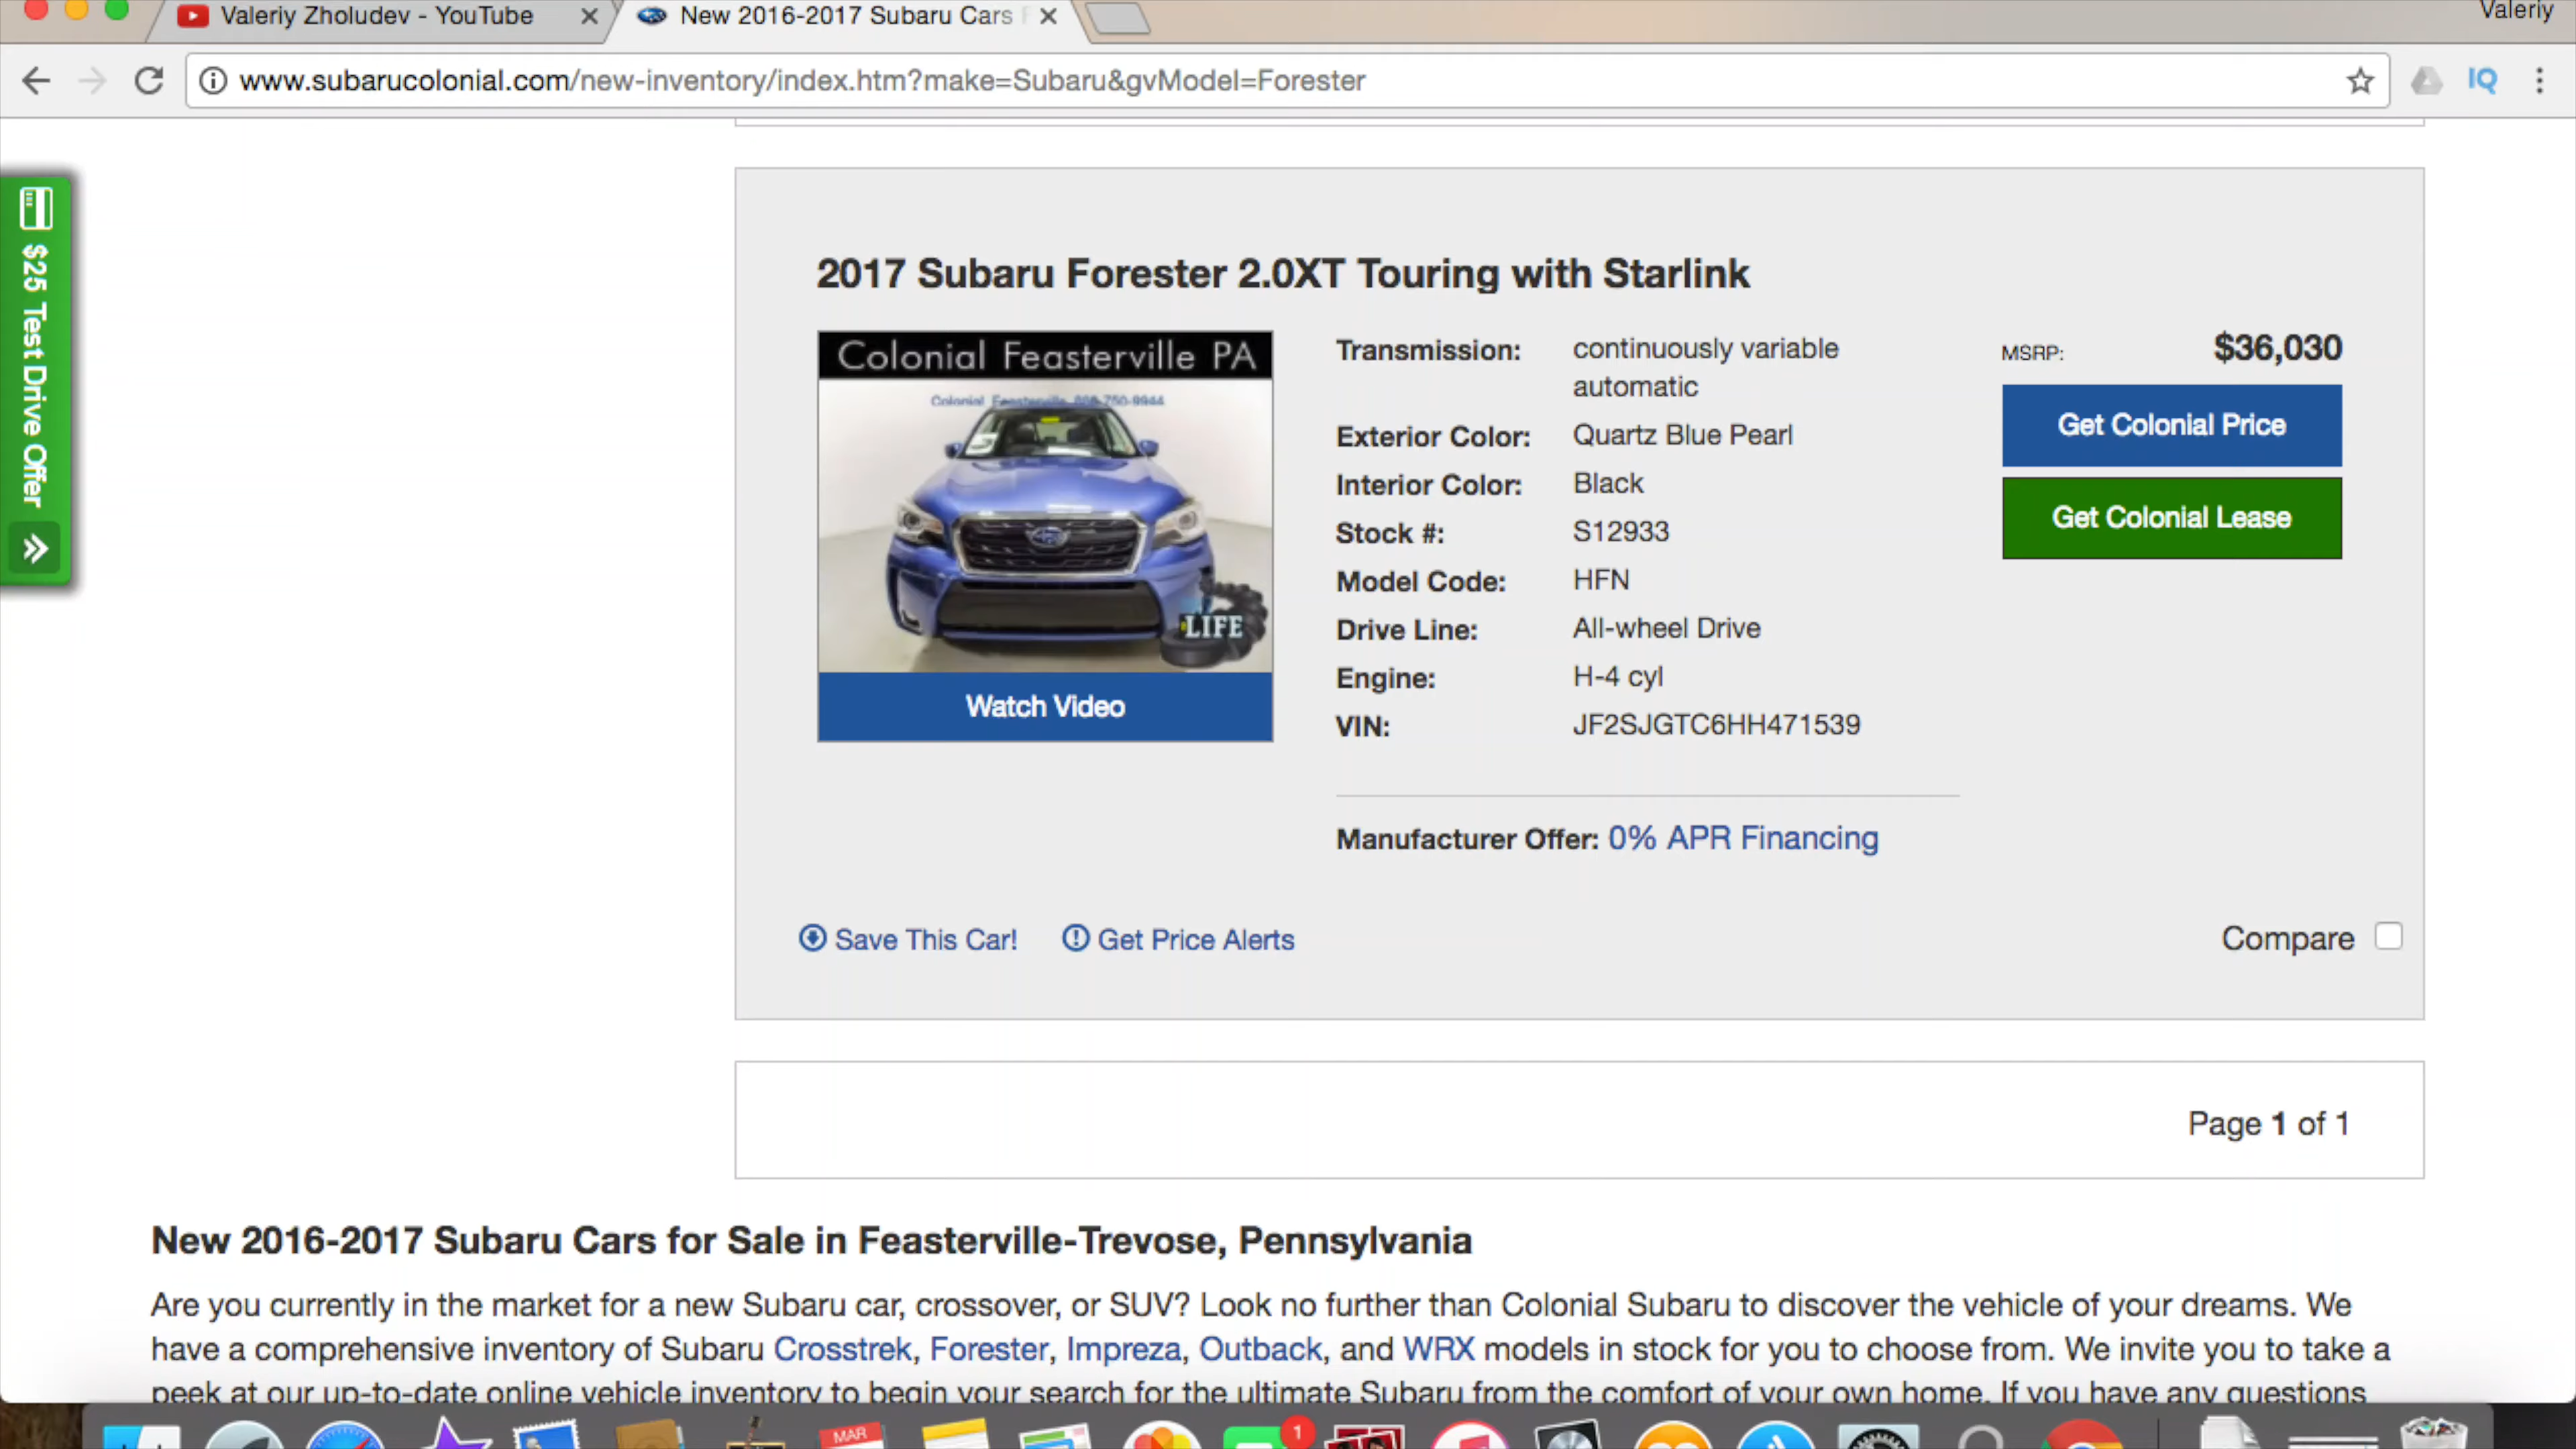 Valeriy Zholudev - YouTube
New 2016-2017 Subaru Cars
Valeriy
www.subarucolonial.com/new-inventory/index.htm?make=Subaru&gvModel=Forester
IQ
$25 Test Drive Offer
2017 Subaru Forester 2.0XT Touring with Starlink
Colonial Feasterville PA
Colonial Feasterville 888-750-9944
LIFE
Watch Video
Transmission: continuously variable
automatic
Exterior Color: Quartz Blue Pearl
Interior Color: Black
Stock #: S12933
Model Code: HFN
Drive Line: All-wheel Drive
Engine: H-4 cyl
VIN: JF2SJGTC6HH471539
MSRP: $36,030
Get Colonial Price
Get Colonial Lease
Manufacturer Offer: 0% APR Financing
Save This Car! Get Price Alerts
Compare
Page 1 of 1
New 2016-2017 Subaru Cars for Sale in Feasterville-Trevose, Pennsylvania
Are you currently in the market for a new Subaru car, crossover, or SUV? Look no further than Colonial Subaru to discover the vehicle of your dreams. We
have a comprehensive inventory of Subaru Crosstrek, Forester, Impreza, Outback, and WRX models in stock for you to choose from. We invite you to take a
peek at our up-to-date online vehicle inventory to begin your search for the ultimate Subaru from the comfort of your own home. If you have any questions
MAR
1